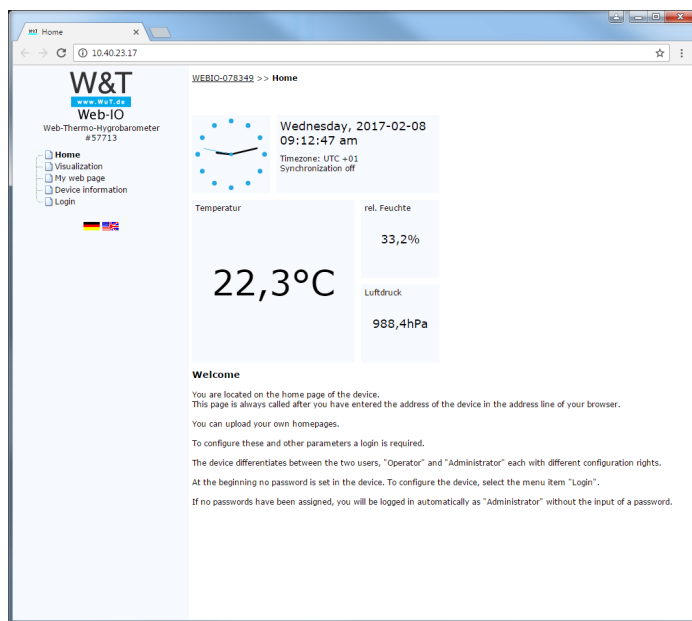 W&T Home
10.40.23.17
W&T
www.WuT.de
Web-IO
Web-Thermo-Hygrobarometer
#57713
Home
Visualization
My web page
Device information
Login
WEBIO-078349 >> Home
Wednesday, 2017-02-08
09:12:47 am
Timezone: UTC +01
Synchronization off
Temperatur
22,3°C
rel. Feuchte
33,2%
Luftdruck
988,4hPa
Welcome
You are located on the home page of the device.
This page is always called after you have entered the address of the device in the address line of your browser.
You can upload your own homepages.
To configure these and other parameters a login is required.
The device differentiates between the two users, "Operator" and "Administrator" each with different configuration rights.
At the beginning no password is set in the device. To configure the device, select the menu item "Login".
If no passwords have been assigned, you will be logged in automatically as "Administrator" without the input of a password.